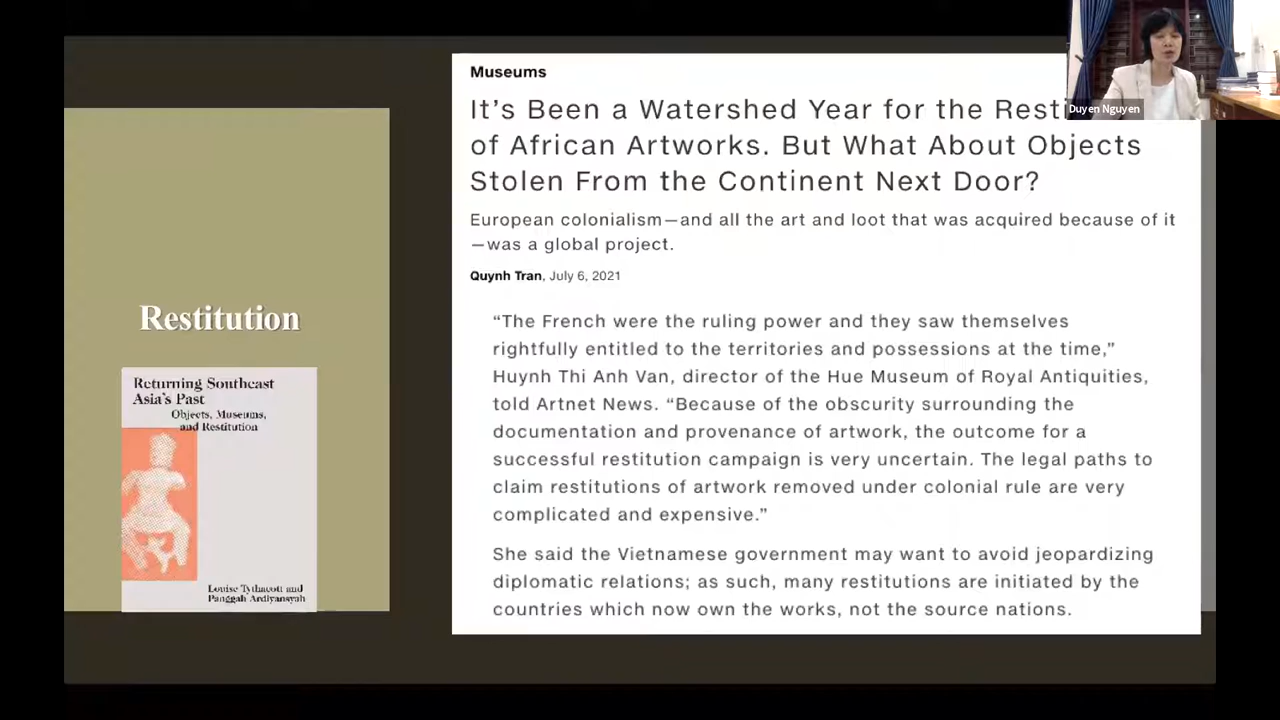 Museums
It’s Been a Watershed Year for the Resti
of African Artworks. But What About Objects
Stolen From the Continent Next Door?
European colonialism—and all the art and loot that was acquired because of it
—was a global project.
Quynh Tran, July 6, 2021
“The French were the ruling power and they saw themselves
rightfully entitled to the territories and possessions at the time,”
Huynh Thi Anh Van, director of the Hue Museum of Royal Antiquities,
told Artnet News. “Because of the obscurity surrounding the
documentation and provenance of artwork, the outcome for a
successful restitution campaign is very uncertain. The legal paths to
claim restitutions of artwork removed under colonial rule are very
complicated and expensive.”
She said the Vietnamese government may want to avoid jeopardizing
diplomatic relations; as such, many restitutions are initiated by the
countries which now own the works, not the source nations.
Restitution
Returning Southeast
Asia's Past
Objects, Museums,
and Restitution
Louise Tythacott and
Panggah Ardiyansyah
Duyen Nguyen